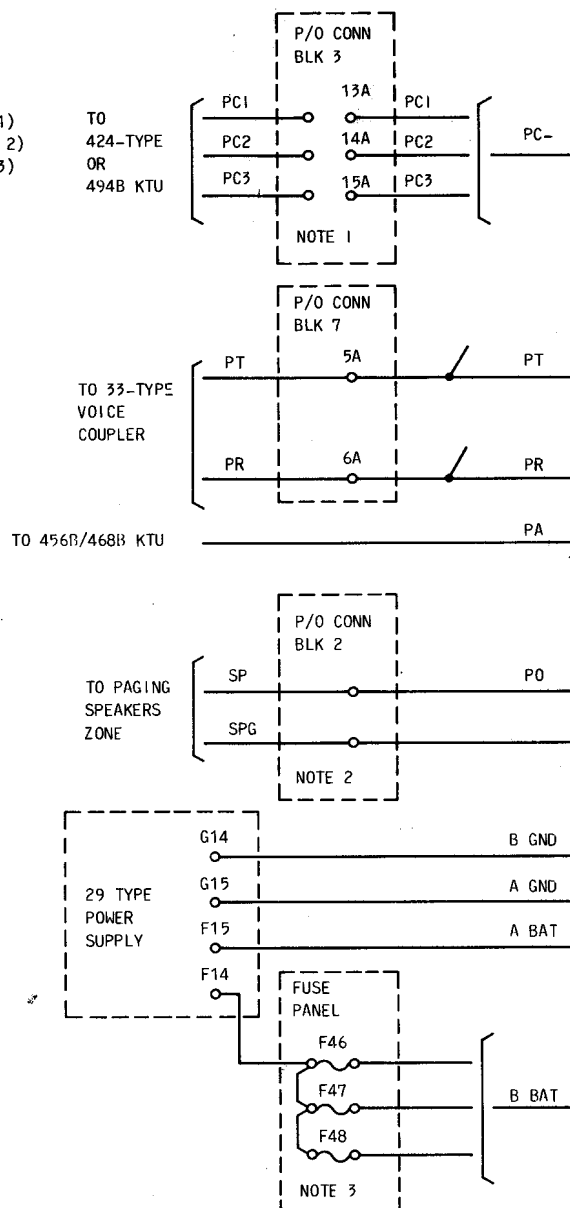 P/O CONN
BLK 3
4)
2)
3)
TO
424-TYPE
OR
494B KTU
PC1
13A
PC1
PC2
14A
PC2
PC-
PC3
15A
PC3
NOTE 1
P/O CONN
BLK 7
TO 33-TYPE
VOICE
COUPLER
PT
5A
PT
PR
6A
PR
TO 456B/468B KTU
PA
P/O CONN
BLK 2
TO PAGING
SPEAKERS
ZONE
SP
PO
SPG
NOTE 2
29 TYPE
POWER
SUPPLY
G14
B GND
G15
A GND
F15
A BAT
F14
FUSE
PANEL
F46
F47
B BAT
F48
NOTE 3